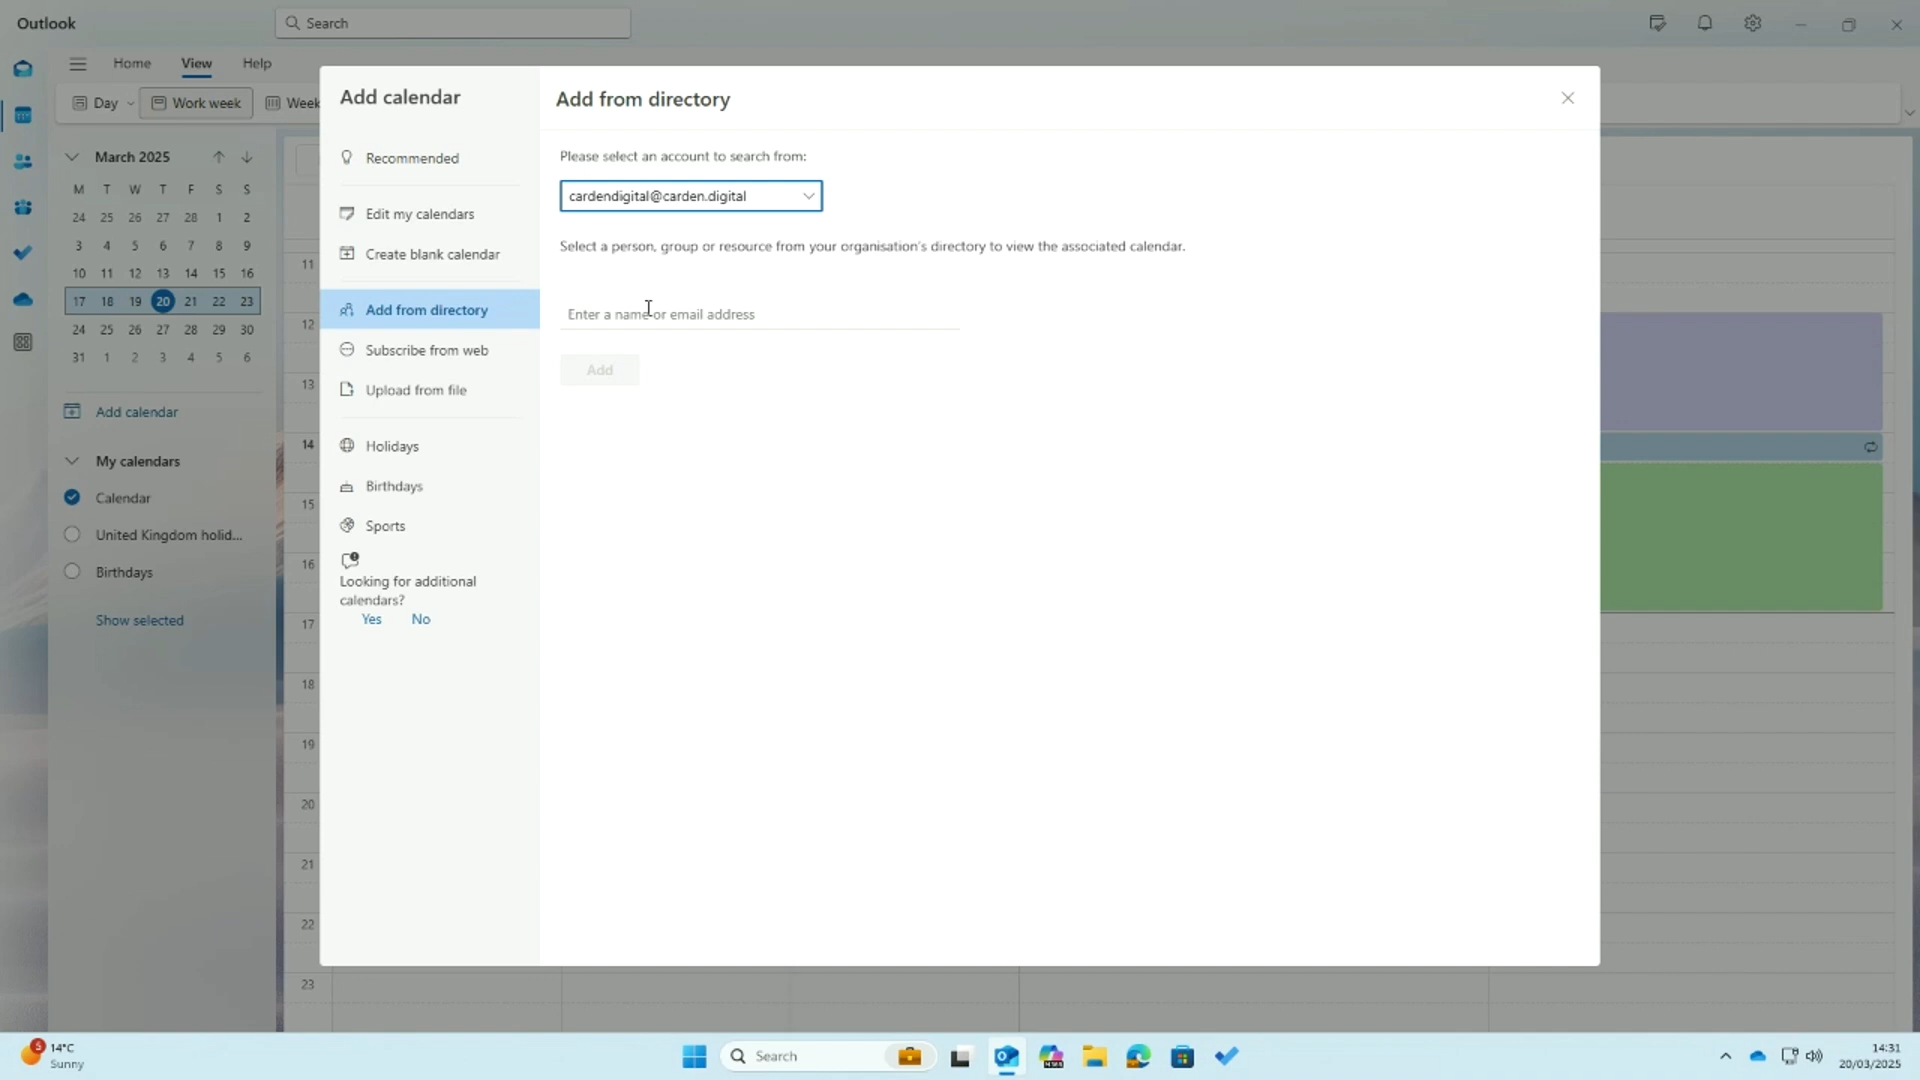 Outlook
Search
Home
View
Help
Day
Work week
Week
March 2025
M T W T F S S
24 25 26 27 28 1 2
3 4 5 6 7 8 9
10 11 12 13 14 15 16
17 18 19 20 21 22 23
24 25 26 27 28 29 30
31 1 2 3 4 5 6
Add calendar
My calendars
Calendar
United Kingdom holid...
Birthdays
Show selected
11
12
13
14
15
16
17
18
19
20
21
22
23
Add calendar
Recommended
Edit my calendars
Create blank calendar
Add from directory
Subscribe from web
Upload from file
Holidays
Birthdays
Sports
Looking for additional
calendars?
Yes No
Add from directory
Please select an account to search from:
cardendigital@carden.digital
Select a person, group or resource from your organisation's directory to view the associated calendar.
Enter a name or email address
Add
5
14°C
Sunny
Search
14:31
20/03/2025